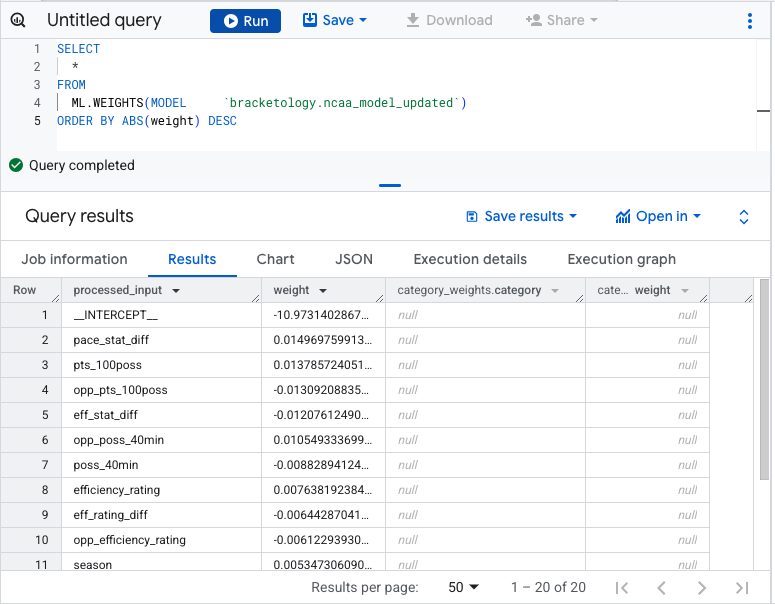 Untitled query Run Save Download Share
1 SELECT
2 *
3 FROM
4 ML.WEIGHTS(MODEL `bracketology.ncaa_model_updated`)
5 ORDER BY ABS(weight) DESC
Query completed
Query results Save results Open in
Job information Results Chart JSON Execution details Execution graph
Row processed_input weight category_weights.category cate... weight
1 __INTERCEPT__ -10.9731402867... null null
2 pace_stat_diff 0.014969759913... null null
3 pts_100poss 0.013785724051... null null
4 opp_pts_100poss -0.01309208835... null null
5 eff_stat_diff -0.01207612490... null null
6 opp_poss_40min 0.010549333699... null null
7 poss_40min -0.00882894124... null null
8 efficiency_rating 0.007638192384... null null
9 eff_rating_diff -0.00644287041... null null
10 opp_efficiency_rating -0.00612293930... null null
11 season 0.005347306090... null null
Results per page: 50 1 – 20 of 20